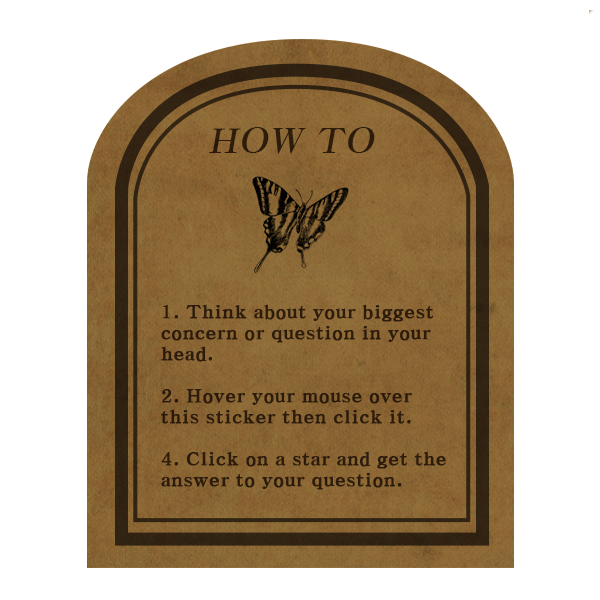 HOW TO
1. Think about your biggest
concern or question in your
head.
2. Hover your mouse over
this sticker then click it.
4. Click on a star and get the
answer to your question.